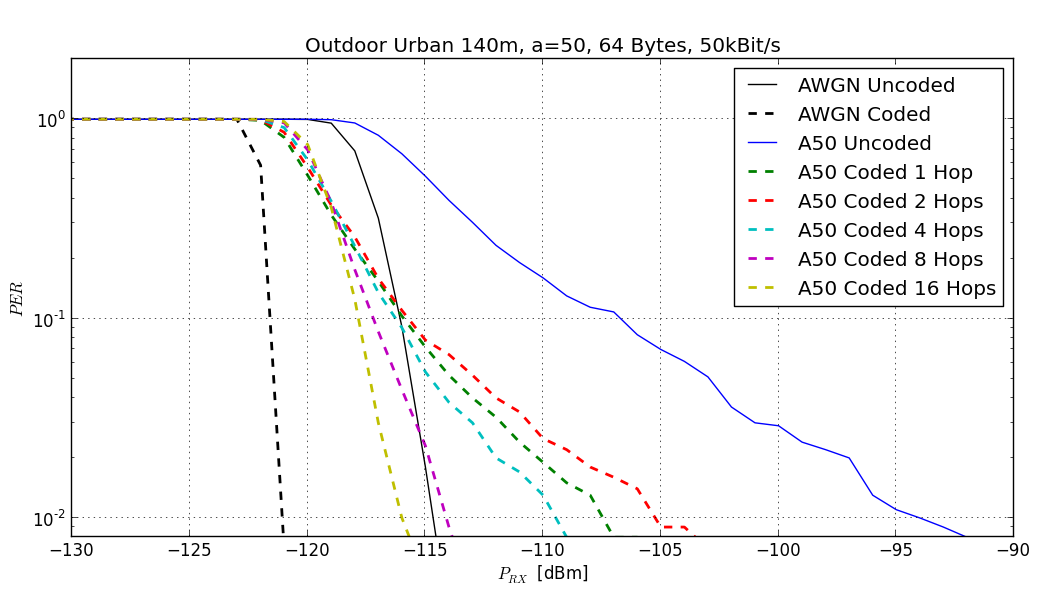 Outdoor Urban 140m, a=50, 64 Bytes, 50kBit/s
AWGN Uncoded
AWGN Coded
A50 Uncoded
A50 Coded 1 Hop
A50 Coded 2 Hops
A50 Coded 4 Hops
A50 Coded 8 Hops
A50 Coded 16 Hops
PER
10^0
10^-1
10^-2
−130 −125 −120 −115 −110 −105 −100 −95 −90
P_RX [dBm]